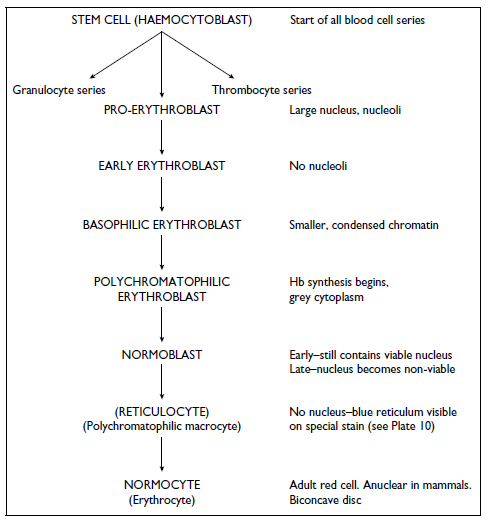 STEM CELL (HAEMOCYTOBLAST) Start of all blood cell series
Granulocyte series Thrombocyte series
PRO-ERYTHROBLAST Large nucleus, nucleoli
EARLY ERYTHROBLAST No nucleoli
BASOPHILIC ERYTHROBLAST Smaller, condensed chromatin
POLYCHROMATOPHILIC Hb synthesis begins,
ERYTHROBLAST grey cytoplasm
NORMOBLAST Early–still contains viable nucleus
Late–nucleus becomes non-viable
(RETICULOCYTE) No nucleus–blue reticulum visible
(Polychromatophilic macrocyte) on special stain (see Plate 10)
NORMOCYTE Adult red cell. Anuclear in mammals.
(Erythrocyte) Biconcave disc